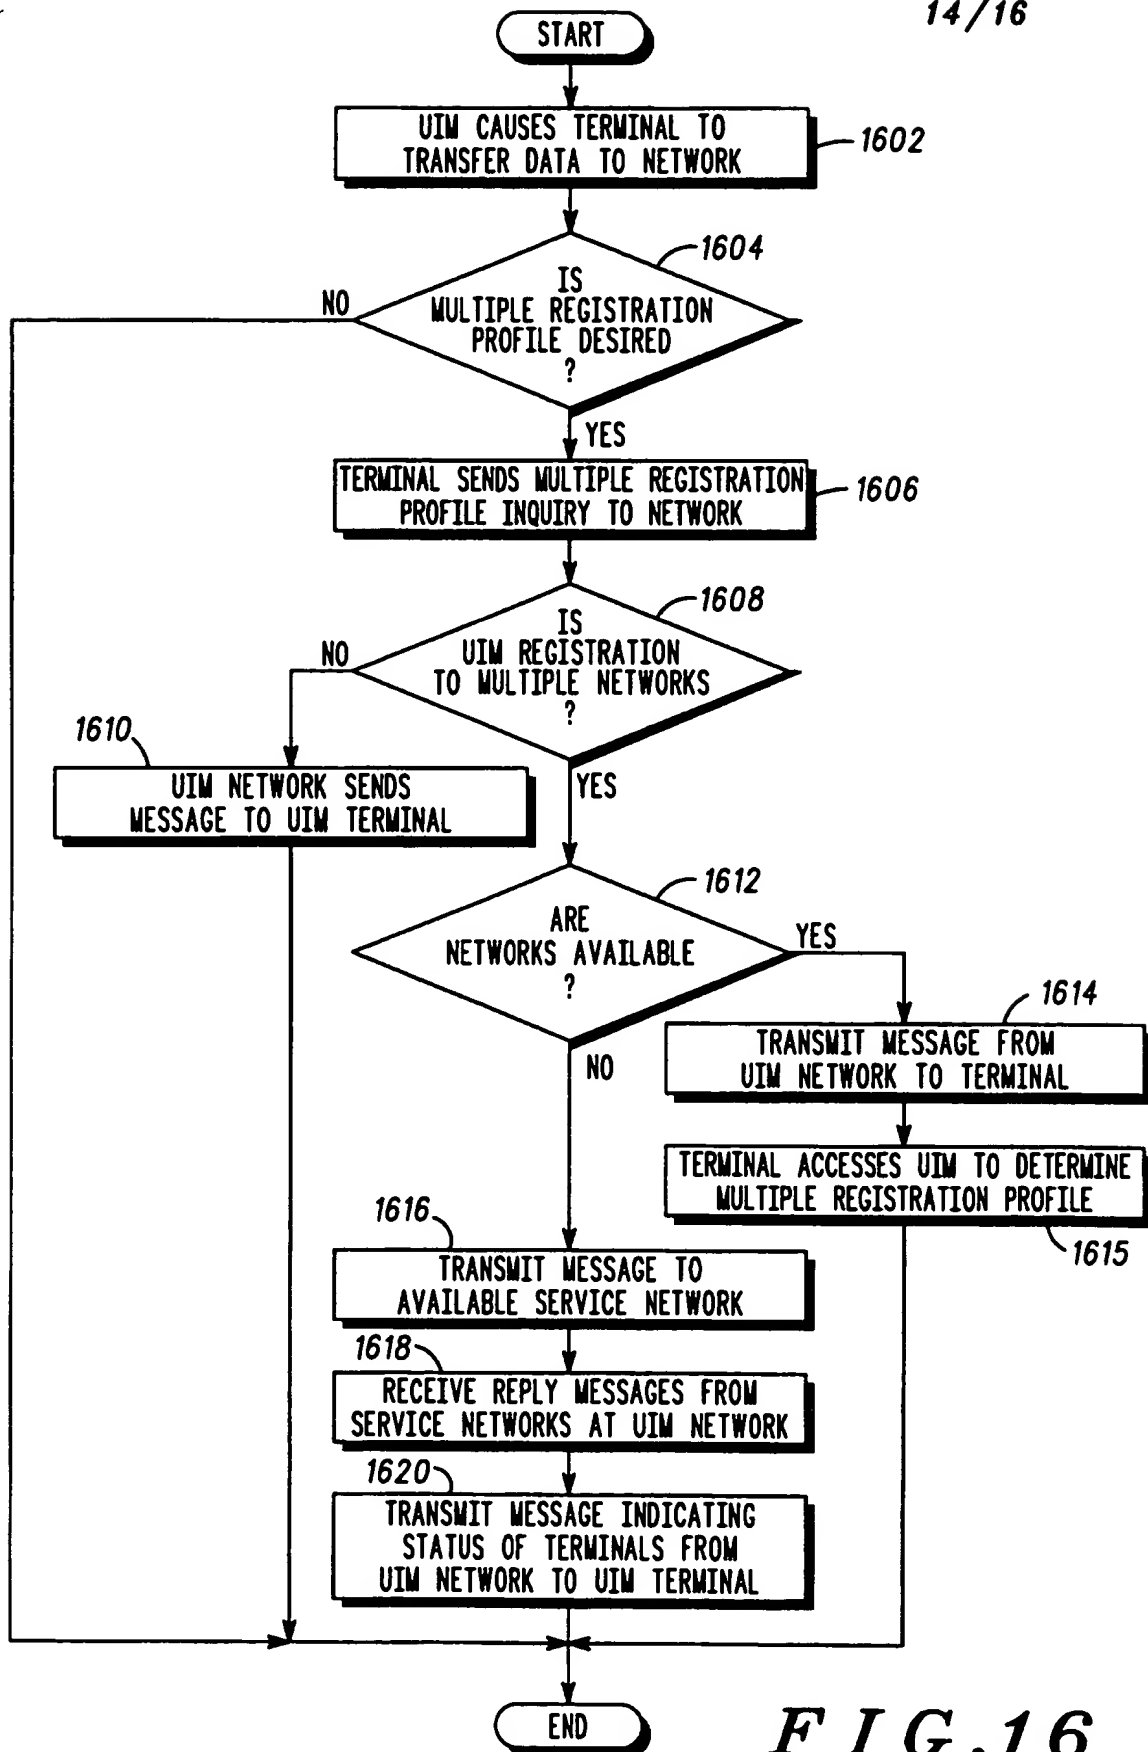 14/16
START
UIM CAUSES TERMINAL TO
TRANSFER DATA TO NETWORK
1602
1604
IS
MULTIPLE REGISTRATION
PROFILE DESIRED
?
NO
YES
TERMINAL SENDS MULTIPLE REGISTRATION
PROFILE INQUIRY TO NETWORK
1606
1608
IS
UIM REGISTRATION
TO MULTIPLE NETWORKS
?
NO
YES
1610
UIM NETWORK SENDS
MESSAGE TO UIM TERMINAL
1612
ARE
NETWORKS AVAILABLE
?
YES
NO
1614
TRANSMIT MESSAGE FROM
UIM NETWORK TO TERMINAL
TERMINAL ACCESSES UIM TO DETERMINE
MULTIPLE REGISTRATION PROFILE
1615
1616
TRANSMIT MESSAGE TO
AVAILABLE SERVICE NETWORK
1618
RECEIVE REPLY MESSAGES FROM
SERVICE NETWORKS AT UIM NETWORK
1620
TRANSMIT MESSAGE INDICATING
STATUS OF TERMINALS FROM
UIM NETWORK TO UIM TERMINAL
END
FIG.16